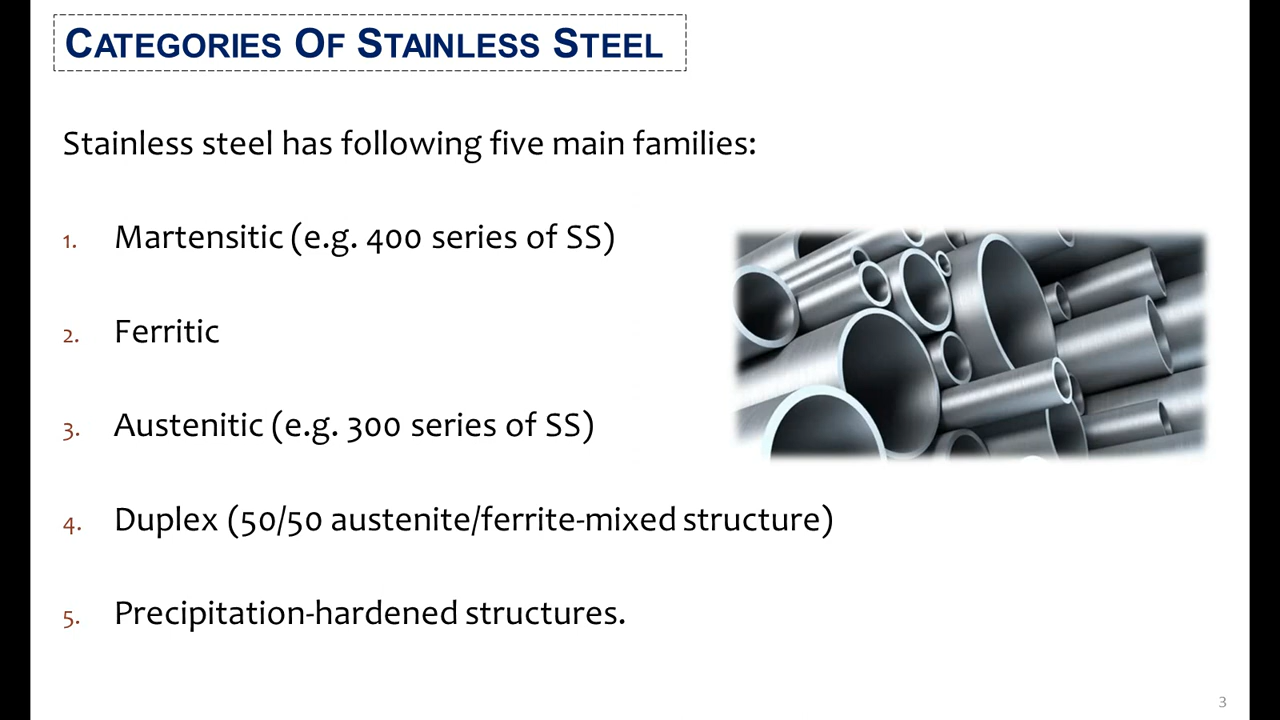 CATEGORIES OF STAINLESS STEEL
Stainless steel has following five main families:
1. Martensitic (e.g. 400 series of SS)
2. Ferritic
3. Austenitic (e.g. 300 series of SS)
4. Duplex (50/50 austenite/ferrite-mixed structure)
5. Precipitation-hardened structures.
3